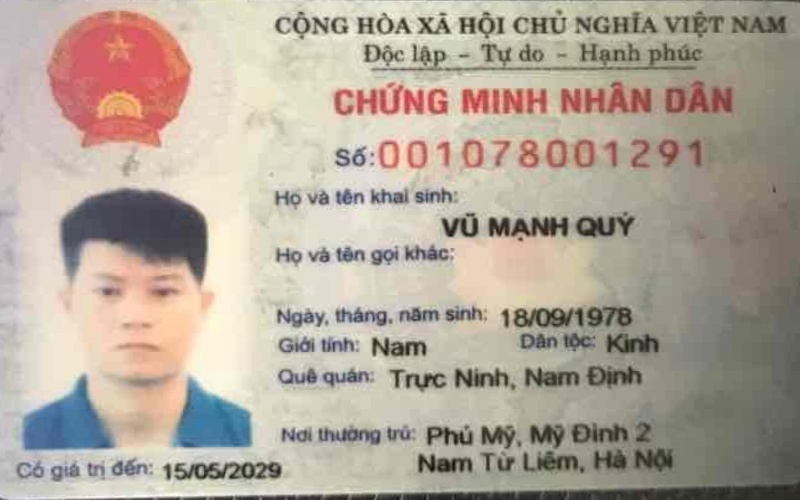 CỘNG HÒA XÃ HỘI CHỦ NGHĨA VIỆT NAM
Độc lập - Tự do - Hạnh phúc
CHỨNG MINH NHÂN DÂN
Số: 001078001291
Họ và tên khai sinh:
VŨ MẠNH QUÝ
Họ và tên gọi khác:
Ngày, tháng, năm sinh: 18/09/1978
Giới tính: Nam Dân tộc: Kinh
Quê quán: Trực Ninh, Nam Định
Nơi thường trú: Phú Mỹ, Mỹ Đình 2
Nam Từ Liêm, Hà Nội
Có giá trị đến: 15/05/2029